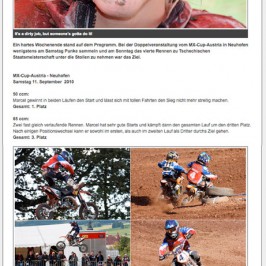 It's a dirty job, but someone's gotta do it!
Ein hartes Wochenende stand auf dem Programm. Bei der Doppelveranstaltung vom MX-Cup-Austria in Neuhofen
wenigstens am Samstag Punkte sammeln und am Sonntag das vierte Rennen zu Tschechischen
Staatsmeisterschaft unter die Stollen zu nehmen war das Ziel.
MX-Cup-Austria - Neuhofen
Samstag 11. September 2010
50 ccm:
Marcel gewinnt in beiden Läufen den Start und lässt sich mit tollen Fahrten den Sieg nicht mehr streitig machen.
Gesamt: 1. Platz
65 ccm:
Zwei fast gleich verlaufende Rennen. Marcel hat sehr gute Starts und kämpft dann den gesamten Lauf um den dritten Platz.
Nach einigen Positionswechsel kann er sowohl im ersten, als auch im zweiten Lauf als Dritter durchs Ziel gehen.
Gesamt: 3. Platz